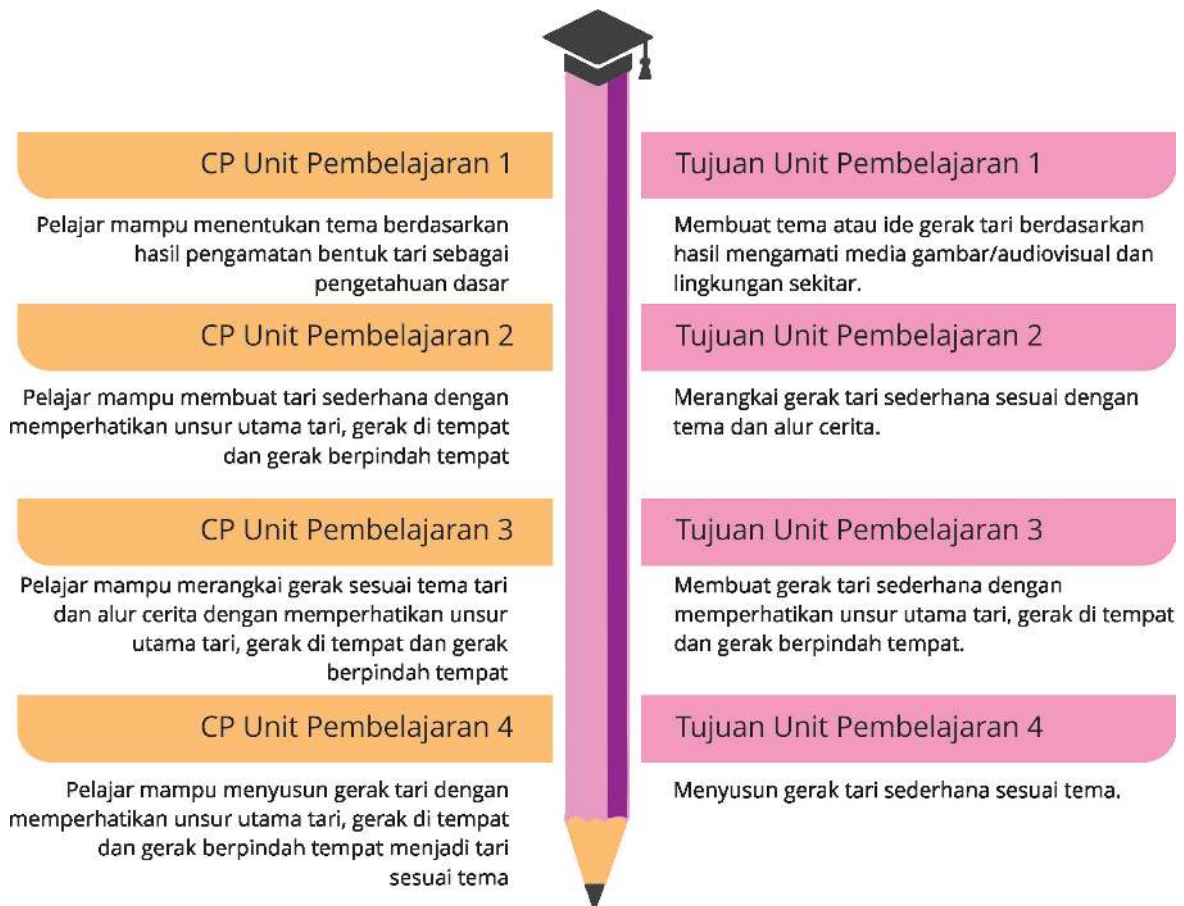 CP Unit Pembelajaran 1
Pelajar mampu menentukan tema berdasarkan
hasil pengamatan bentuk tari sebagai
pengetahuan dasar
Tujuan Unit Pembelajaran 1
Membuat tema atau ide gerak tari berdasarkan
hasil mengamati media gambar/audiovisual dan
lingkungan sekitar.
CP Unit Pembelajaran 2
Pelajar mampu membuat tari sederhana dengan
memperhatikan unsur utama tari, gerak di tempat
dan gerak berpindah tempat
Tujuan Unit Pembelajaran 2
Merangkai gerak tari sederhana sesuai dengan
tema dan alur cerita.
CP Unit Pembelajaran 3
Pelajar mampu merangkai gerak sesuai tema tari
dan alur cerita dengan memperhatikan unsur
utama tari, gerak di tempat dan gerak
berpindah tempat
Tujuan Unit Pembelajaran 3
Membuat gerak tari sederhana dengan
memperhatikan unsur utama tari, gerak di tempat
dan gerak berpindah tempat.
CP Unit Pembelajaran 4
Pelajar mampu menyusun gerak tari dengan
memperhatikan unsur utama tari, gerak di tempat
dan gerak berpindah tempat menjadi tari
sesuai tema
Tujuan Unit Pembelajaran 4
Menyusun gerak tari sederhana sesuai tema.